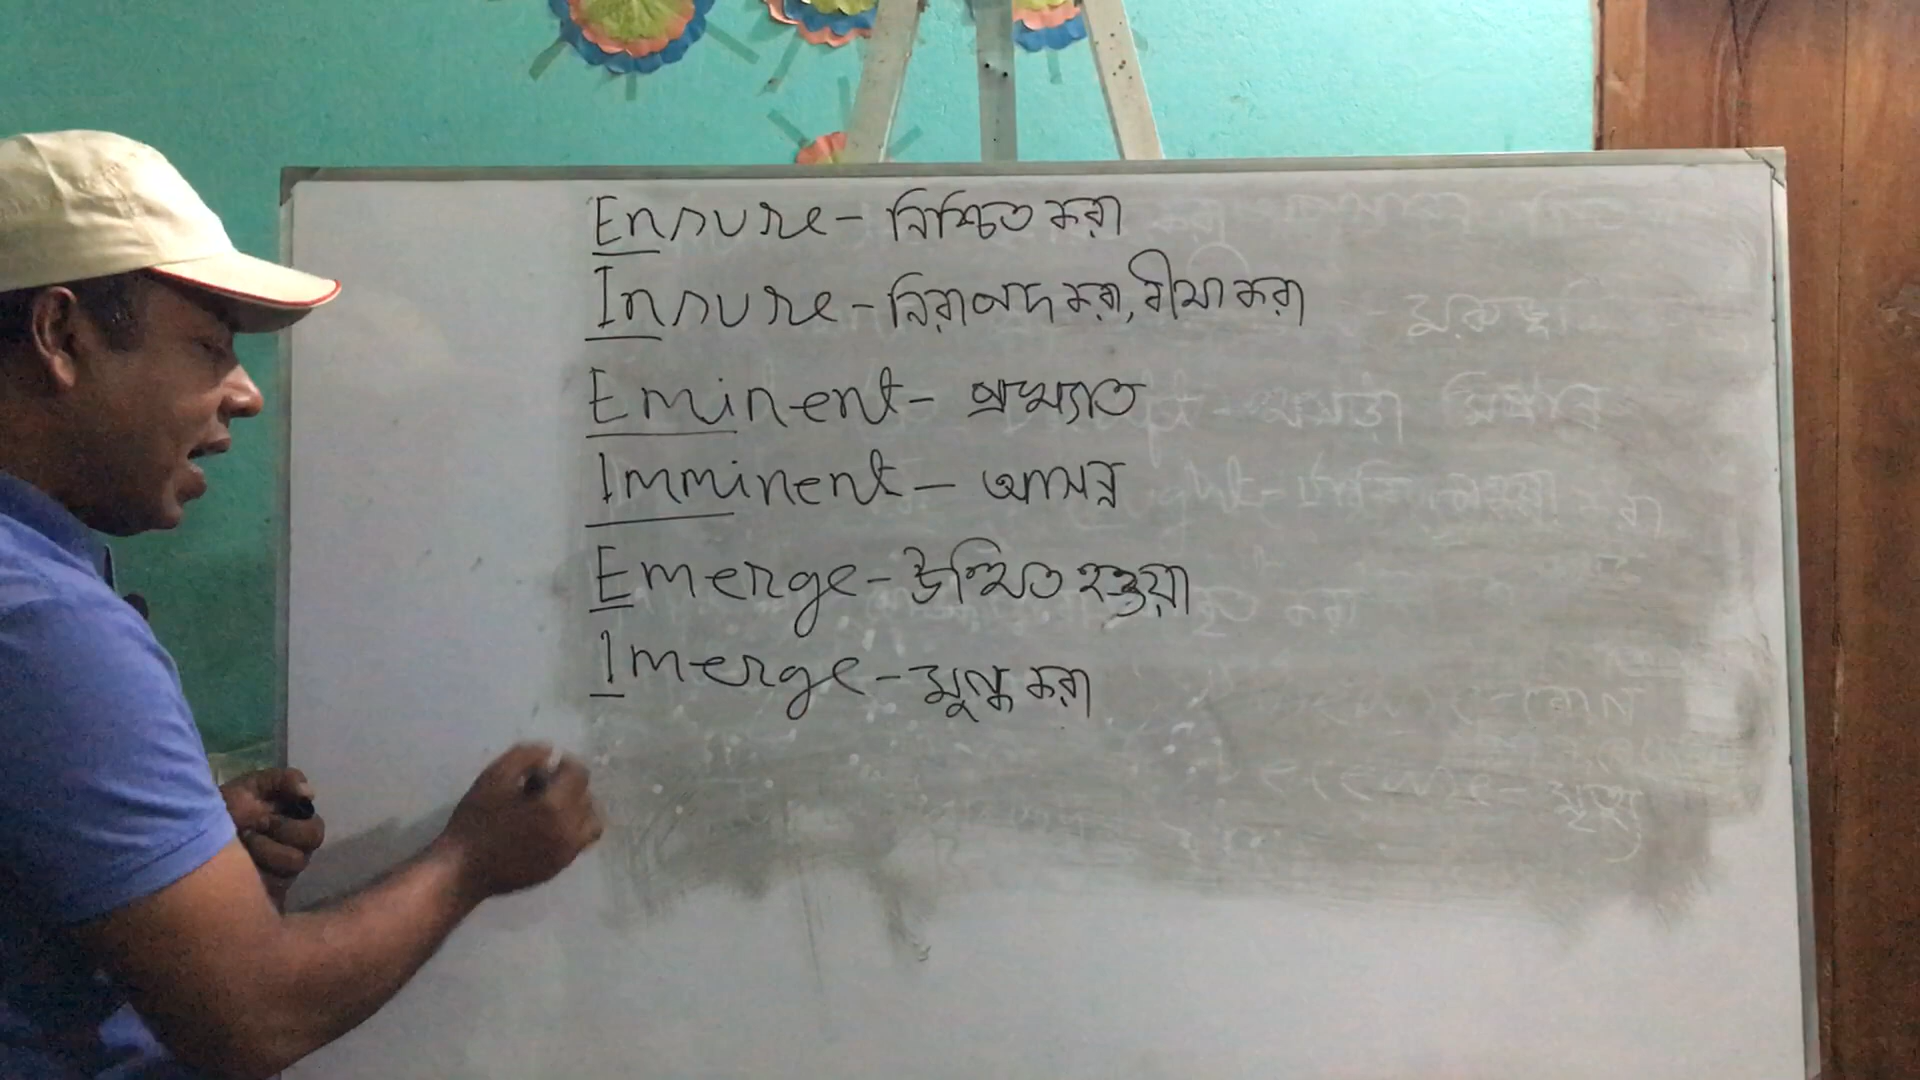 Ensure - নিশ্চিত করা
Insure - নিরাপদ করা, বীমা করা
Eminent - প্রখ্যাত
Imminent - আসন্ন
Emerge - উত্থিত হওয়া
Imerge - করা